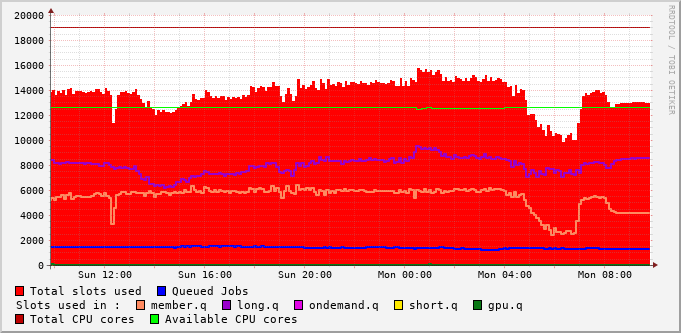 20000
18000
16000
14000
12000
10000
8000
6000
4000
2000
0
Sun 12:00 Sun 16:00 Sun 20:00 Mon 00:00 Mon 04:00 Mon 08:00
Total slots used Queued Jobs
Slots used in : member.q long.q ondemand.q short.q gpu.q
Total CPU cores Available CPU cores
RRDTOOL / TOBI OETIKER